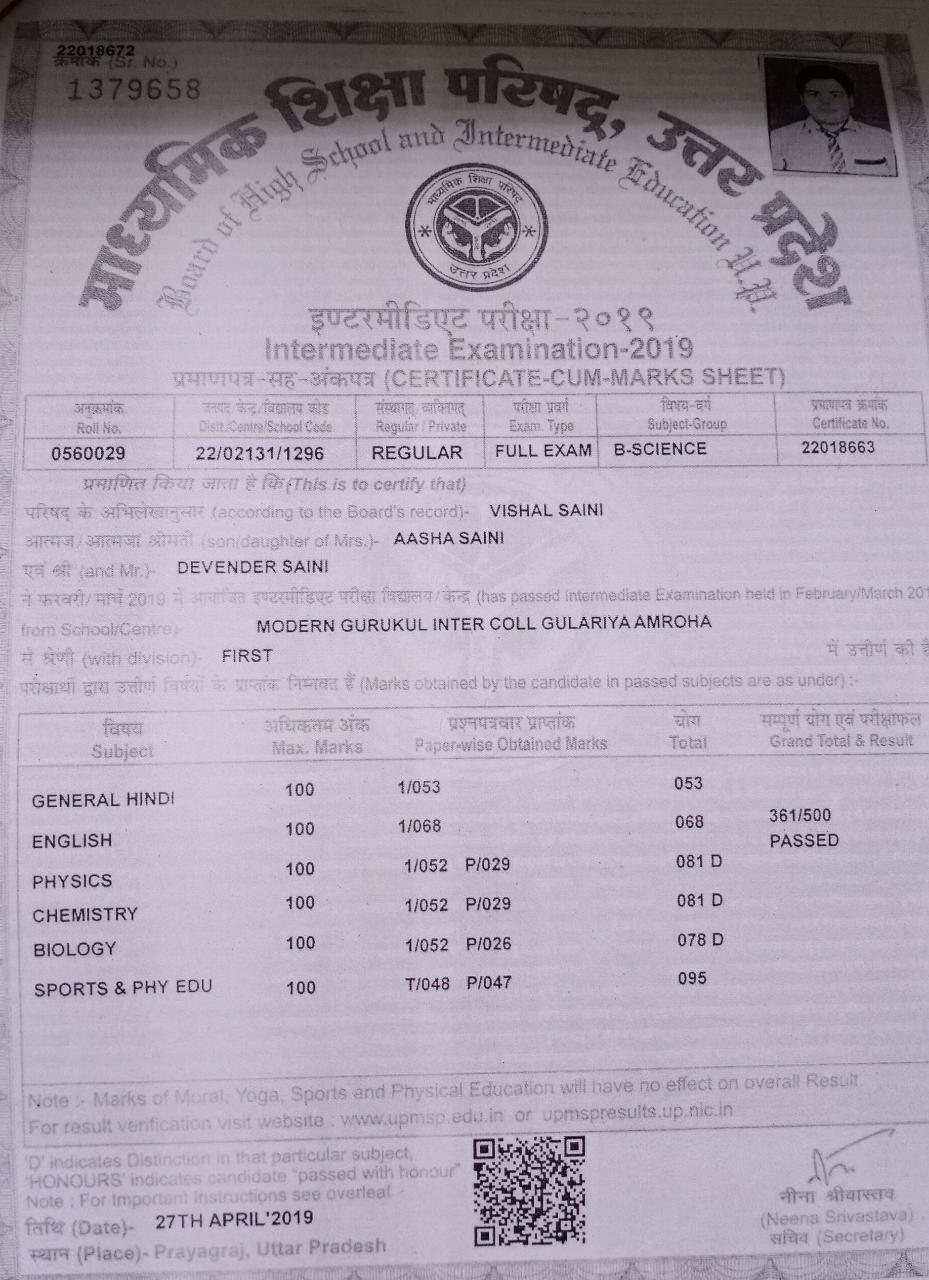 22018672
क्रमांक (Sr. No.)
1379658
माध्यमिक शिक्षा परिषद्, उत्तर प्रदेश
Board of High School and Intermediate Education U.P.
माध्यमिक शिक्षा परिषद्
उत्तर प्रदेश
इण्टरमीडिएट परीक्षा-२०१९
Intermediate Examination-2019
प्रमाणपत्र-सह-अंकपत्र (CERTIFICATE-CUM-MARKS SHEET)
अनुक्रमांक जनपद/केन्द्र/विद्यालय कोड संस्थागत/व्यक्तिगत परीक्षा प्रवर्ग विषय-वर्ग प्रमाणपत्र क्रमांक
Roll No. Distt./Centre/School Code Regular / Private Exam. Type Subject-Group Certificate No.
0560029 22/02131/1296 REGULAR FULL EXAM B-SCIENCE 22018663
प्रमाणित किया जाता है कि (This is to certify that)
परिषद के अभिलेखानुसार (according to the Board's record)- VISHAL SAINI
आत्मज/आत्मजा श्रीमती (son/daughter of Mrs.)- AASHA SAINI
एवं श्री (and Mr.)- DEVENDER SAINI
ने फरवरी/मार्च 2019 में आयोजित इण्टरमीडिएट परीक्षा विद्यालय/केन्द्र (has passed Intermediate Examination held in February/March 201
from School/Centre)- MODERN GURUKUL INTER COLL GULARIYA AMROHA
से श्रेणी (with division)- FIRST में उत्तीर्ण की है
परीक्षार्थी द्वारा उत्तीर्ण विषयों के प्राप्तांक निम्नवत हैं (Marks obtained by the candidate in passed subjects are as under) :-
विषय अधिकतम अंक प्रश्नपत्रवार प्राप्तांक योग सम्पूर्ण योग एवं परीक्षाफल
Subject Max. Marks Paper-wise Obtained Marks Total Grand Total & Result
GENERAL HINDI 100 1/053 053
ENGLISH 100 1/068 068 361/500
PASSED
PHYSICS 100 1/052 P/029 081 D
CHEMISTRY 100 1/052 P/029 081 D
BIOLOGY 100 1/052 P/026 078 D
SPORTS & PHY EDU 100 T/048 P/047 095
Note :- Marks of Moral, Yoga, Sports and Physical Education will have no effect on overall Result.
For result verification visit website : www.upmsp.edu.in or upmspresults.up.nic.in
'D' indicates Distinction in that particular subject,
'HONOURS' indicates candidate "passed with honour"
Note : For Important Instructions see overleaf
तिथि (Date)- 27TH APRIL'2019
स्थान (Place)- Prayagraj, Uttar Pradesh
नीना श्रीवास्तव
(Neena Srivastava)
सचिव (Secretary)